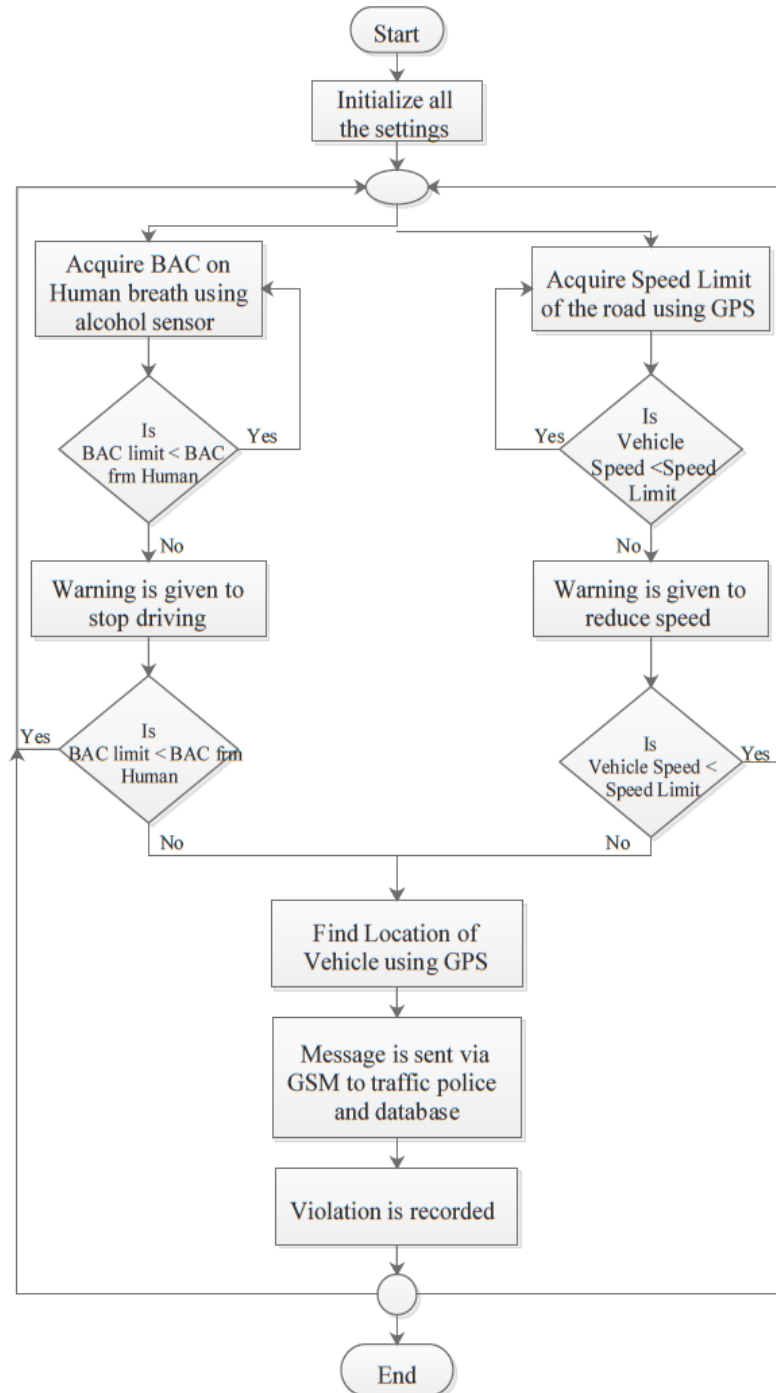 Start
Initialize all
the settings
Acquire BAC on
Human breath using
alcohol sensor
Is
BAC limit < BAC
frm Human
Yes
No
Warning is given to
stop driving
Is
BAC limit < BAC frm
Human
Yes
No
Acquire Speed Limit
of the road using GPS
Is
Vehicle
Speed <Speed
Limit
Yes
No
Warning is given to
reduce speed
Is
Vehicle Speed <
Speed Limit
Yes
No
Find Location of
Vehicle using GPS
Message is sent via
GSM to traffic police
and database
Violation is recorded
End